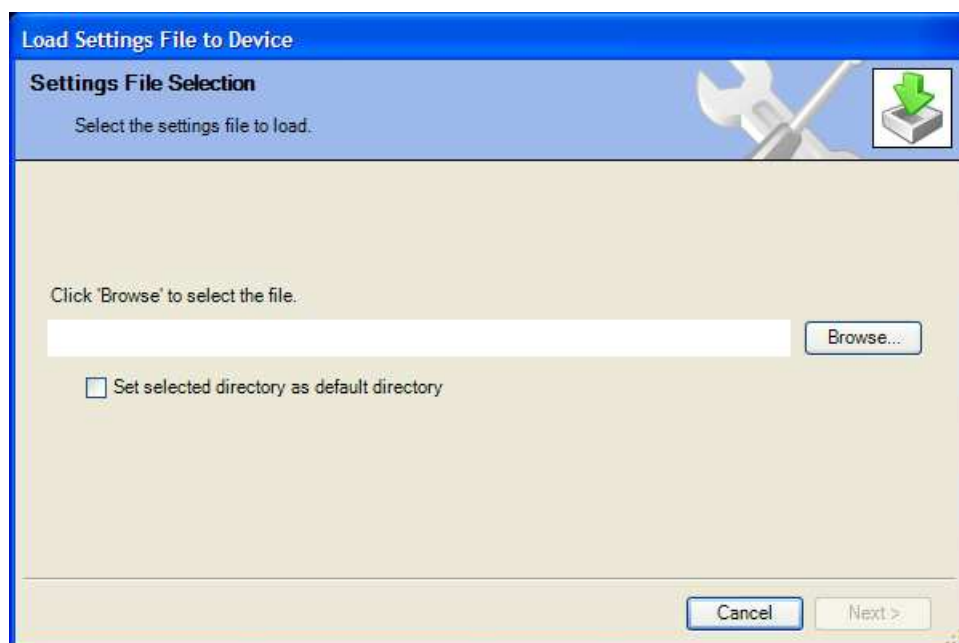 Load Settings File to Device
Settings File Selection
Select the settings file to load.
Click 'Browse' to select the file.
Browse...
Set selected directory as default directory
Cancel
Next >